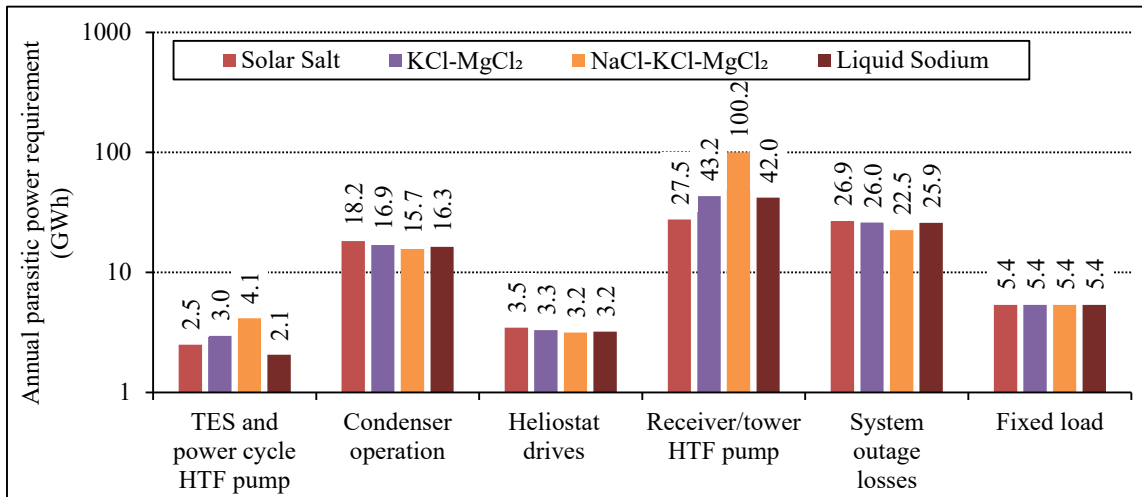 Annual parasitic power requirement
(GWh)
1000
100
10
1
Solar Salt
KCl-MgCl₂
NaCl-KCl-MgCl₂
Liquid Sodium
2.5
3.0
4.1
2.1
18.2
16.9
15.7
16.3
3.5
3.3
3.2
3.2
27.5
43.2
100.2
42.0
26.9
26.0
22.5
25.9
5.4
5.4
5.4
5.4
TES and
power cycle
HTF pump
Condenser
operation
Heliostat
drives
Receiver/tower
HTF pump
System
outage
losses
Fixed load